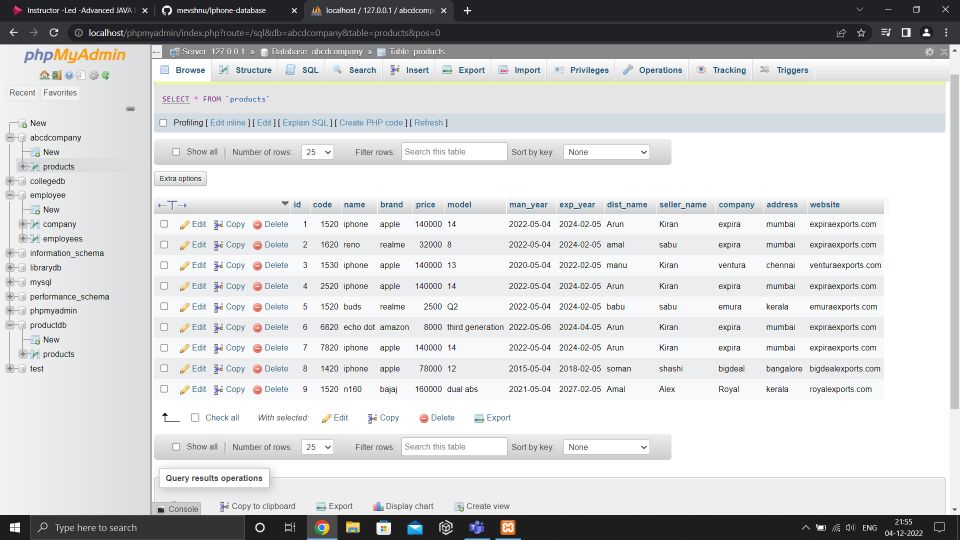 Instructor -Led -Advanced JAVA
mevshnu/Iphone-database
localhost / 127.0.0.1 / abcdcomp
localhost/phpmyadmin/index.php?route=/sql&db=abcdcompany&table=products&pos=0
phpMyAdmin
Recent Favorites
New
abcdcompany
New
products
collegedb
employee
New
company
employees
information_schema
librarydb
mysql
performance_schema
phpmyadmin
productdb
New
products
test
Server: 127.0.0.1 » Database: abcdcompany » Table: products
Browse Structure SQL Search Insert Export Import Privileges Operations Tracking Triggers
SELECT * FROM `products`
Profiling [ Edit inline ] [ Edit ] [ Explain SQL ] [ Create PHP code ] [ Refresh ]
Show all Number of rows: 25 Filter rows: Search this table Sort by key: None
Extra options
id code name brand price model man_year exp_year dist_name seller_name company address website
Edit Copy Delete 1 1520 iphone apple 140000 14 2022-05-04 2024-02-05 Arun Kiran expira mumbai expiraexports.com
Edit Copy Delete 2 1620 reno realme 32000 8 2022-05-04 2024-02-05 amal sabu expira mumbai expiraexports.com
Edit Copy Delete 3 1530 iphone apple 140000 13 2020-05-04 2022-02-05 manu Kiran ventura chennai venturaexports.com
Edit Copy Delete 4 2520 iphone apple 140000 14 2022-05-04 2024-02-05 Arun Kiran expira mumbai expiraexports.com
Edit Copy Delete 5 1520 buds realme 2500 Q2 2022-05-04 2024-02-05 babu sabu emura kerala emuraexports.com
Edit Copy Delete 6 6820 echo dot amazon 8000 third generation 2022-05-06 2024-04-05 Arun Kiran expira mumbai expiraexports.com
Edit Copy Delete 7 7820 iphone apple 140000 14 2022-05-04 2024-02-05 Arun Kiran expira mumbai expiraexports.com
Edit Copy Delete 8 1420 iphone apple 78000 12 2015-05-04 2018-02-05 soman shashi bigdeal bangalore bigdealexports.com
Edit Copy Delete 9 1520 n160 bajaj 160000 dual abs 2021-05-04 2027-02-05 Amal Alex Royal kerala royalexports.com
Check all With selected: Edit Copy Delete Export
Show all Number of rows: 25 Filter rows: Search this table Sort by key: None
Query results operations
Console Copy to clipboard Export Display chart Create view
Type here to search
ENG
21:55
04-12-2022